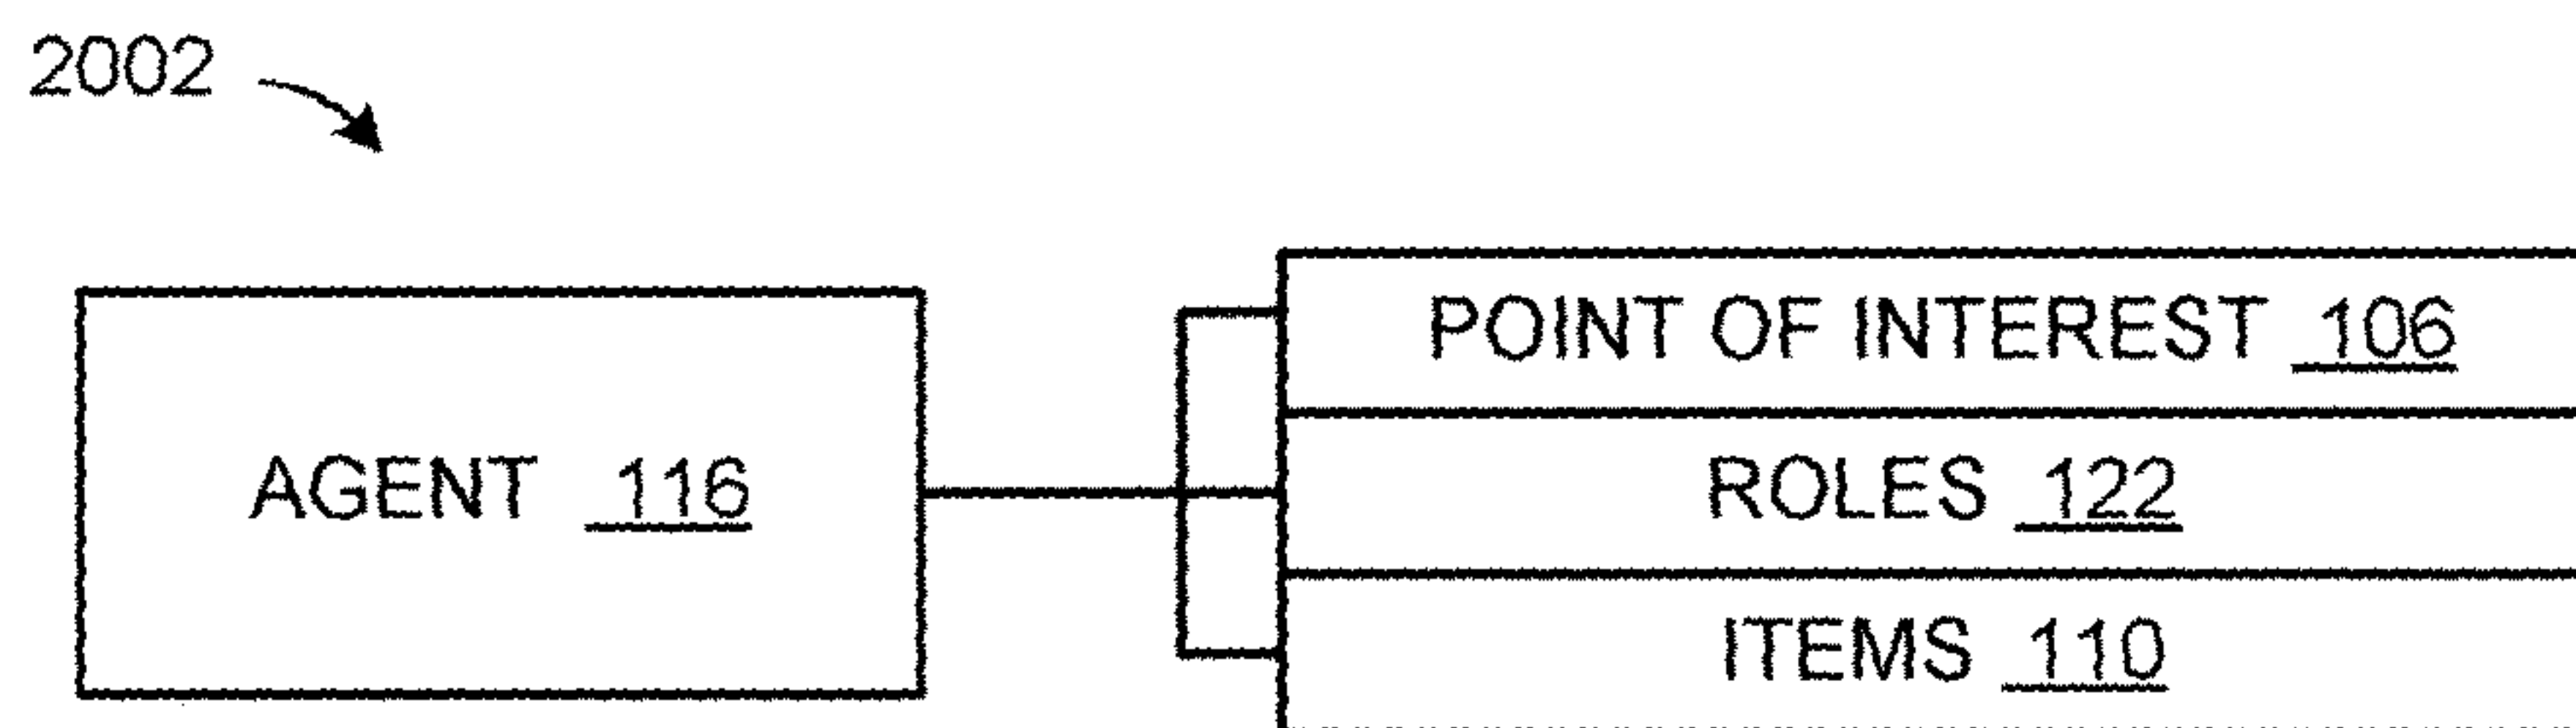 2002
POINT OF INTEREST 106
AGENT 116
ROLES 122
ITEMS 110